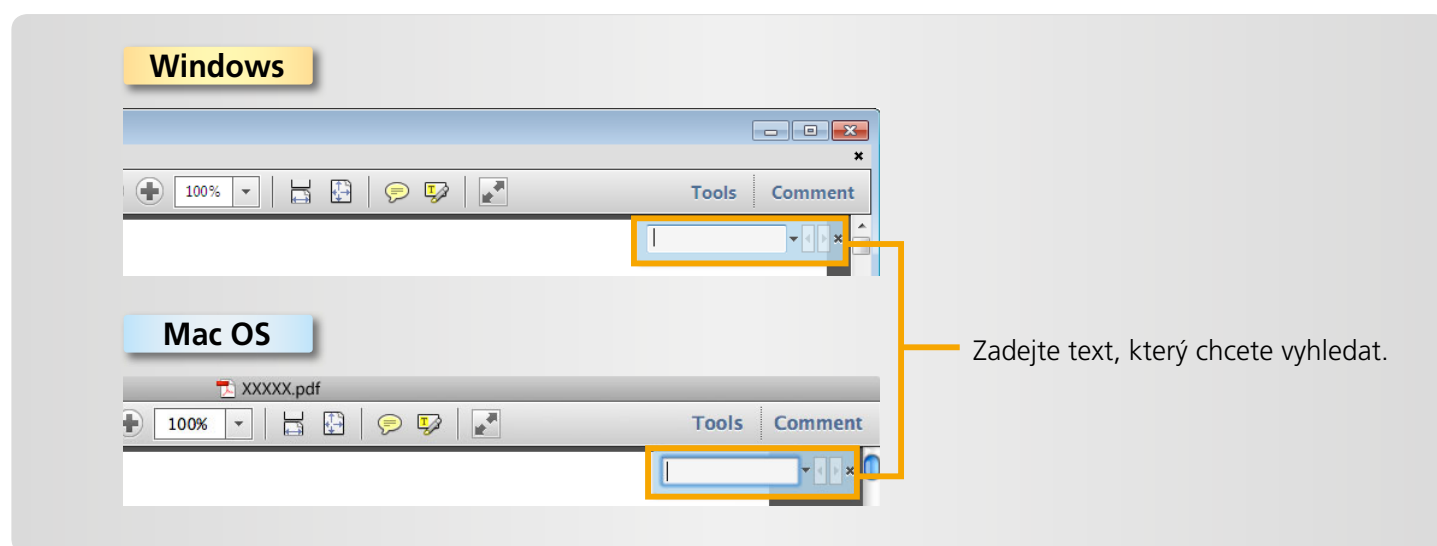 Windows
100%
Tools Comment
Mac OS
Zadejte text, který chcete vyhledat.
XXXXX.pdf
100%
Tools Comment